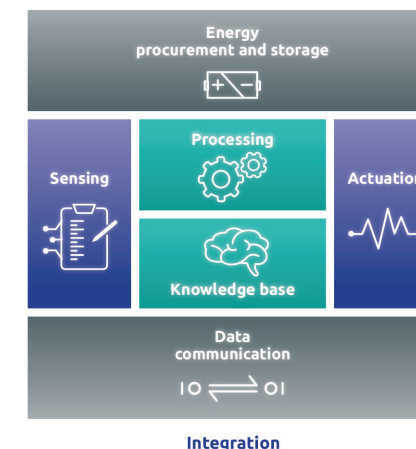 Energy
procurement and storage
Processing
Sensing
Actuation
Knowledge base
Data
communication
IO OI
Integration